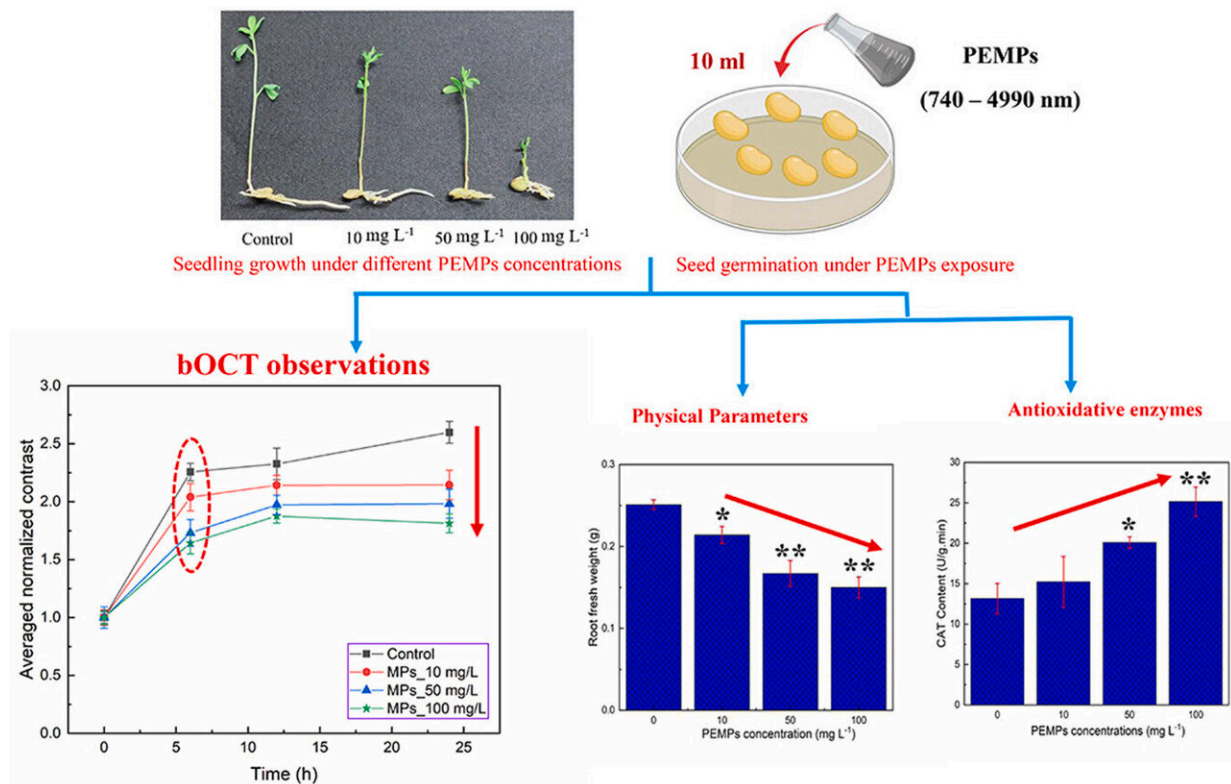 10 ml
PEMPs
(740 – 4990 nm)
Control
10 mg L⁻¹
50 mg L⁻¹
100 mg L⁻¹
Seedling growth under different PEMPs concentrations
Seed germination under PEMPs exposure
bOCT observations
3.0
2.5
2.0
1.5
1.0
0.5
0.0
Averaged normalized contrast
Control
MPs_10 mg/L
MPs_50 mg/L
MPs_100 mg/L
0
5
10
15
20
25
Time (h)
Physical Parameters
0.3
0.2
0.1
0.0
Root fresh weight (g)
*
**
**
0
10
50
100
PEMPs concentration (mg L⁻¹)
Antioxidative enzymes
30
25
20
15
10
5
0
CAT Content (U/g.min)
*
**
0
10
50
100
PEMPs concentrations (mg L⁻¹)